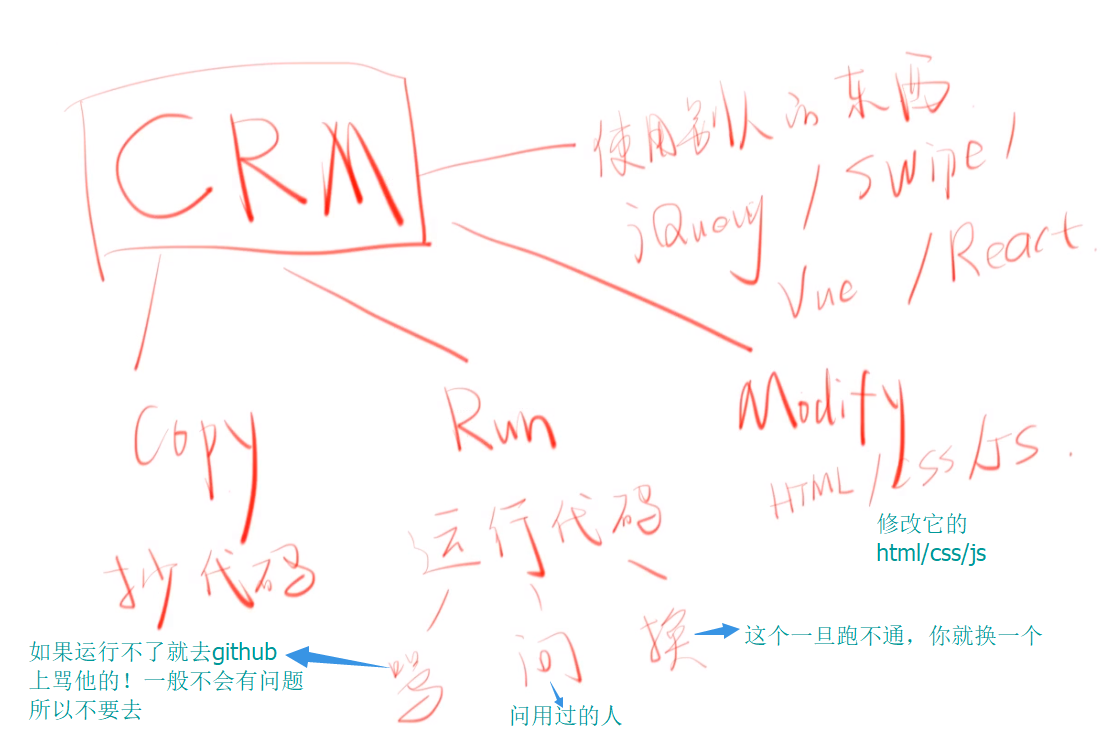 CRM
使用别人的东西
jQuery / swipe /
Vue / React.
Copy
Run
Modify
HTML/CSS/JS.
修改它的
html/css/js
抄代码
运行代码
骂
问
换
如果运行不了就去github
上骂他的！一般不会有问题
所以不要去
问用过的人
这个一旦跑不通，你就换一个